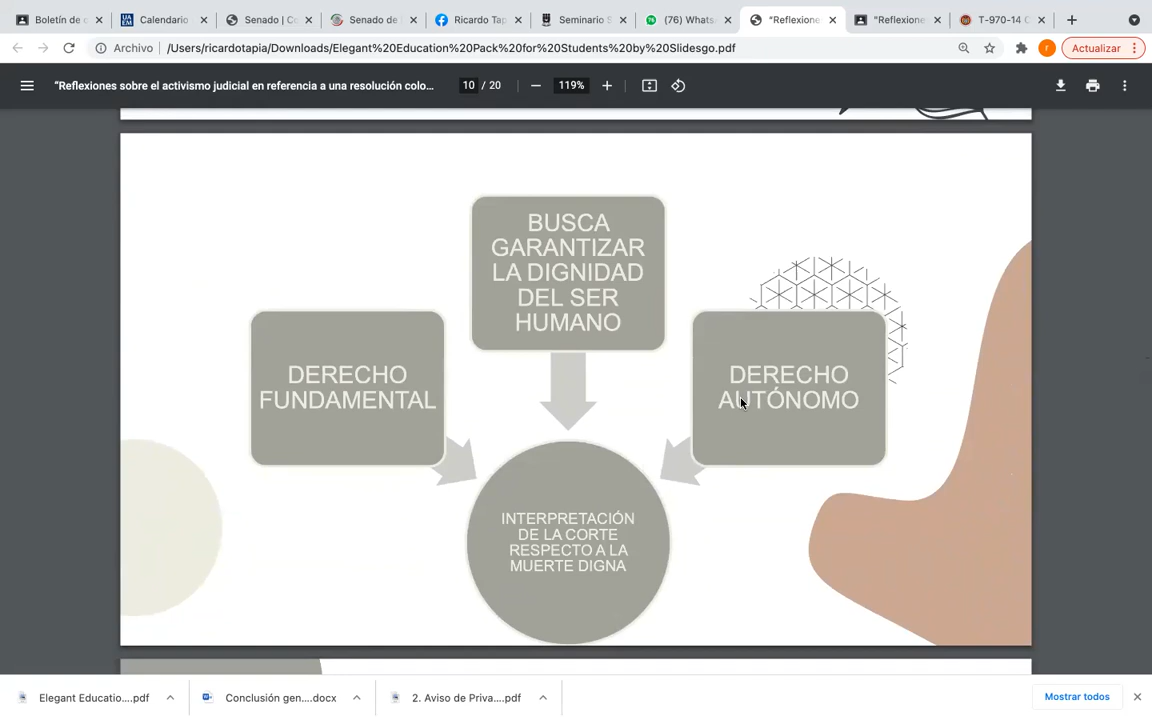 Boletín de c
Calendario
Senado | Co
Senado de
Ricardo Tap
Seminario S
(76) Whats
"Reflexione
"Reflexione
T-970-14 C
Archivo
/Users/ricardotapia/Downloads/Elegant%20Education%20Pack%20for%20Students%20by%20Slidesgo.pdf
r
Actualizar
"Reflexiones sobre el activismo judicial en referencia a una resolución colo...
10 / 20
119%
BUSCA
GARANTIZAR
LA DIGNIDAD
DEL SER
HUMANO
DERECHO
FUNDAMENTAL
DERECHO
AUTÓNOMO
INTERPRETACIÓN
DE LA CORTE
RESPECTO A LA
MUERTE DIGNA
Elegant Educatio....pdf
Conclusión gen....docx
2. Aviso de Priva....pdf
Mostrar todos